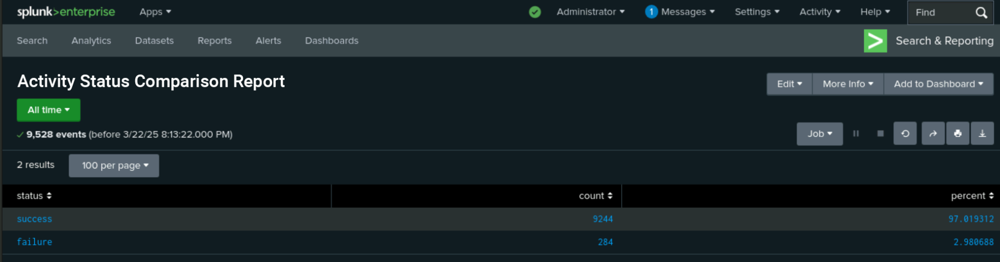 splunk>enterprise Apps Administrator 1 Messages Settings Activity Help Find
Search Analytics Datasets Reports Alerts Dashboards > Search & Reporting
Activity Status Comparison Report
Edit More Info Add to Dashboard
All time
9,528 events (before 3/22/25 8:13:22.000 PM)
Job
2 results 100 per page
status count percent
success 9244 97.019312
failure 284 2.980688